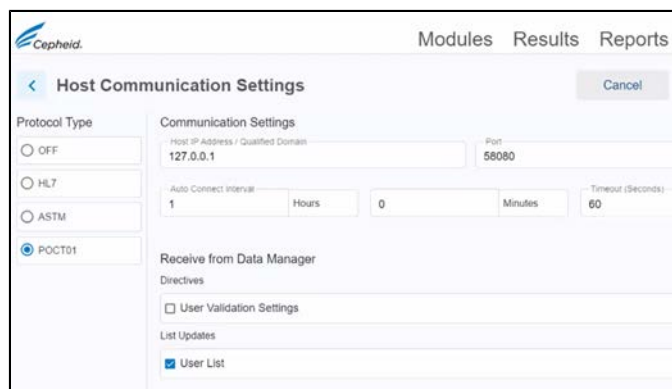 Cepheid.
Modules Results Reports
Host Communication Settings
Cancel
Protocol Type
OFF
HL7
ASTM
POCT01
Communication Settings
Host IP Address / Qualified Domain
127.0.0.1
Port
58080
Auto Connect Interval
1 Hours 0 Minutes
Timeout (Seconds)
60
Receive from Data Manager
Directives
User Validation Settings
List Updates
User List